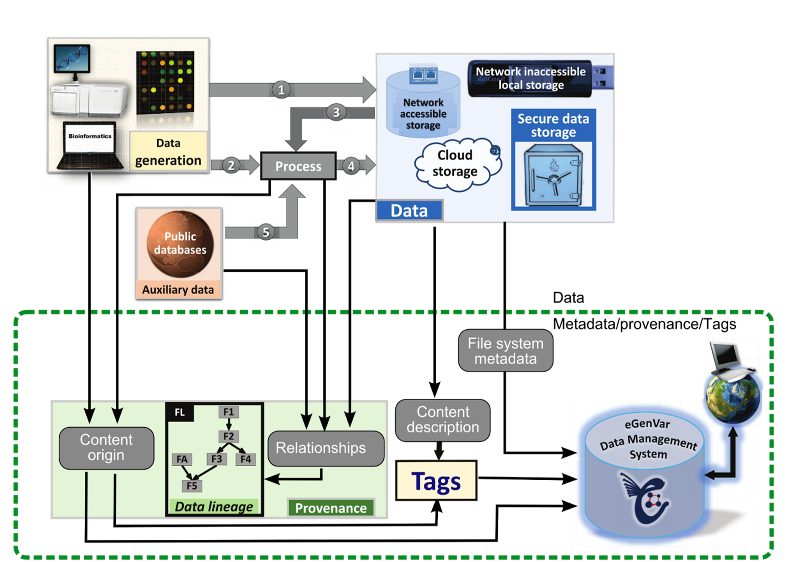 Bioinformatics
Data
generation
1
2
3
4
5
Process
Network
accessible
storage
Network inaccessible
local storage
Cloud
storage
Secure data
storage
Data
Public
databases
Auxiliary data
Data
Metadata/provenance/Tags
File system
metadata
Content
origin
FL
F1
F2
FA
F3
F4
F5
Data lineage
Relationships
Provenance
Content
description
Tags
eGenVar
Data Management
System